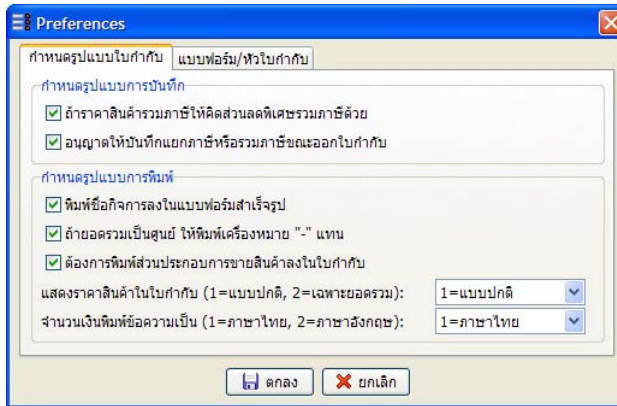 Preferences
กำหนดรูปแบบใบกำกับ แบบฟอร์ม/หัวใบกำกับ
กำหนดรูปแบบการบันทึก
ถ้าราคาสินค้ารวมภาษีให้คิดส่วนลดพิเศษรวมภาษีด้วย
อนุญาตให้บันทึกแยกภาษีหรือรวมภาษีขณะออกใบกำกับ
กำหนดรูปแบบการพิมพ์
พิมพ์ชื่อกิจการลงในแบบฟอร์มสำเร็จรูป
ถ้ายอดรวมเป็นศูนย์ ให้พิมพ์เครื่องหมาย "-" แทน
ต้องการพิมพ์ส่วนประกอบการขายสินค้าลงในใบกำกับ
แสดงราคาสินค้าในใบกำกับ (1=แบบปกติ, 2=เฉพาะยอดรวม): 1=แบบปกติ
จำนวนเงินพิมพ์ข้อความเป็น (1=ภาษาไทย, 2=ภาษาอังกฤษ): 1=ภาษาไทย
ตกลง ยกเลิก